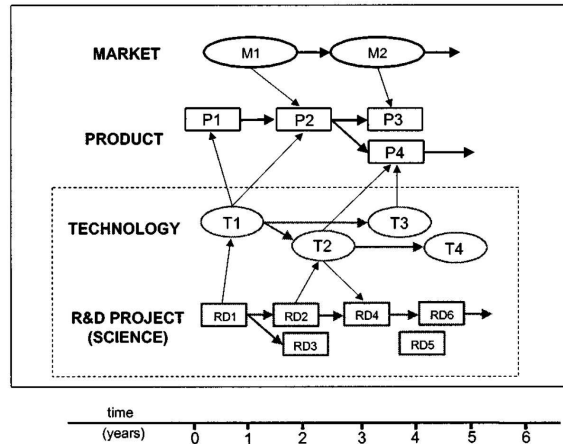 MARKET
M1
M2
PRODUCT
P1
P2
P3
P4
TECHNOLOGY
T1
T2
T3
T4
R&D PROJECT
(SCIENCE)
RD1
RD2
RD4
RD6
RD3
RD5
time
(years)
0 1 2 3 4 5 6